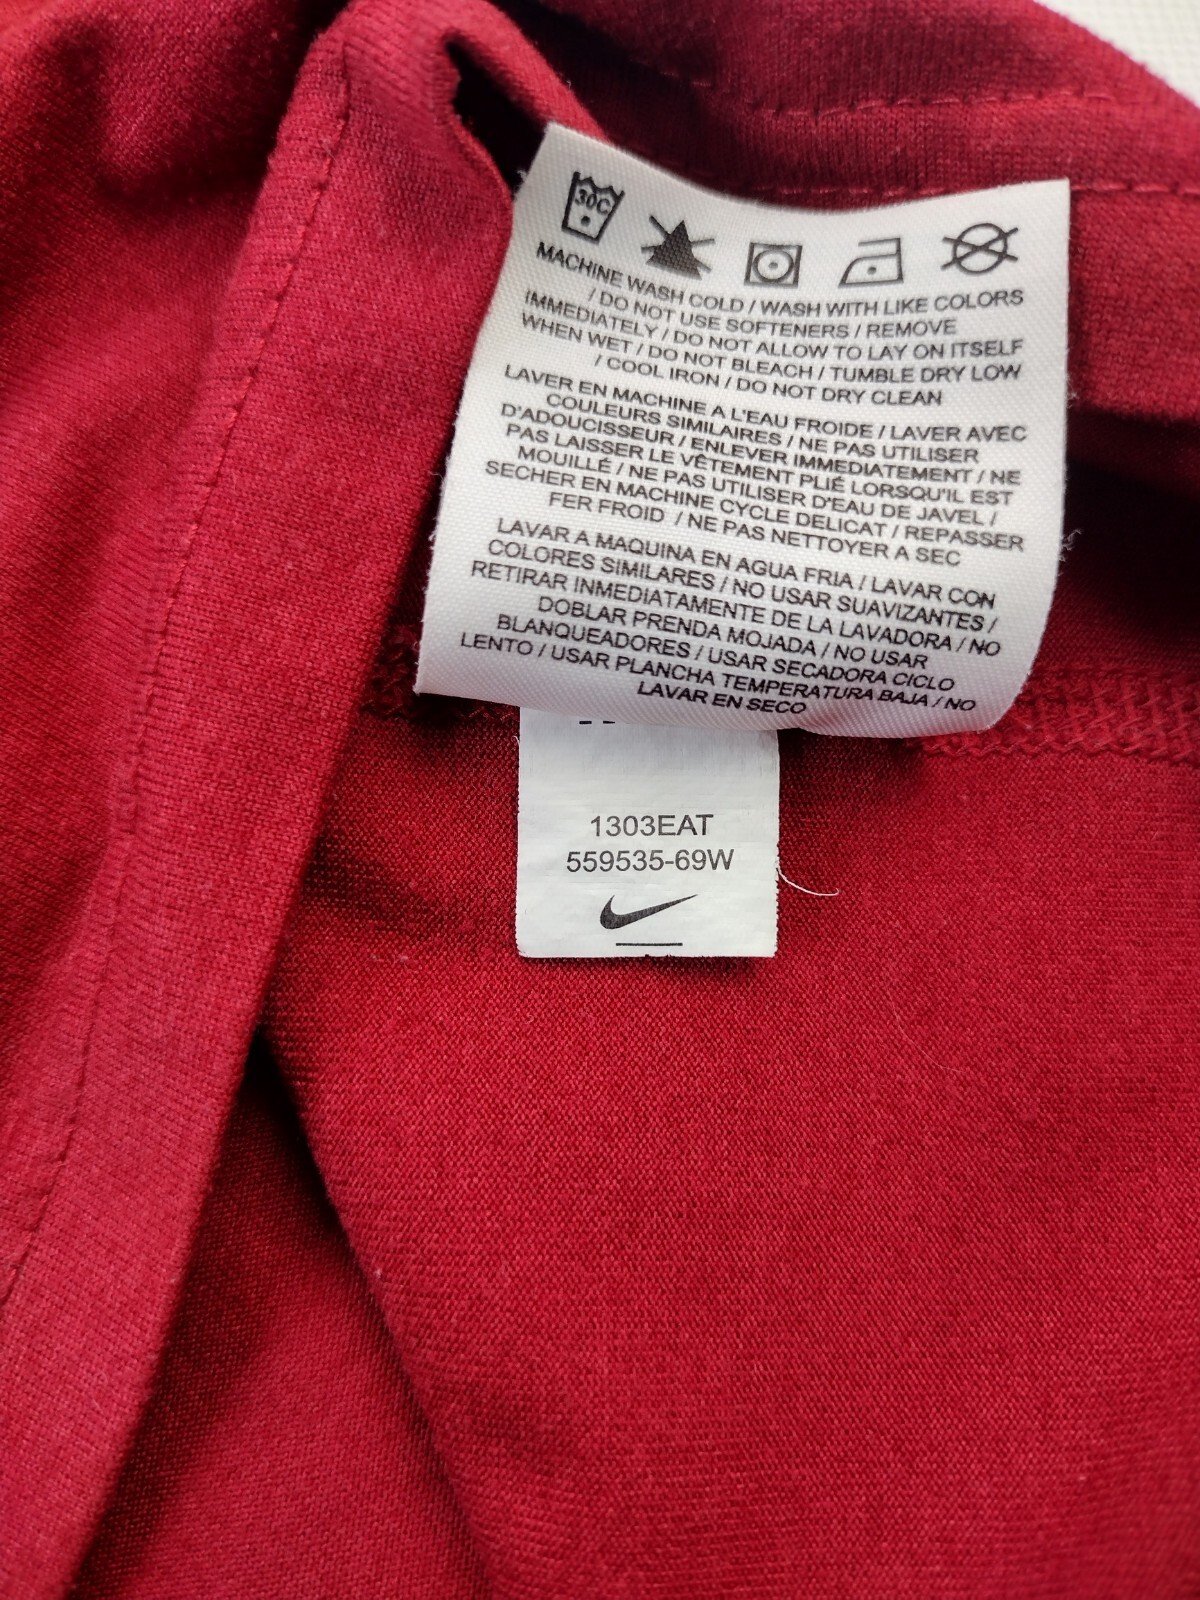 30C
MACHINE WASH COLD / WASH WITH LIKE COLORS
/ DO NOT USE SOFTENERS / REMOVE
IMMEDIATELY / DO NOT ALLOW TO LAY ON ITSELF
WHEN WET / DO NOT BLEACH / TUMBLE DRY LOW
/ COOL IRON / DO NOT DRY CLEAN
LAVER EN MACHINE A L'EAU FROIDE / LAVER AVEC
COULEURS SIMILAIRES / NE PAS UTILISER
D'ADOUCISSEUR / ENLEVER IMMEDIATEMENT / NE
PAS LAISSER LE VÊTEMENT PLIÉ LORSQU'IL EST
MOUILLÉ / NE PAS UTILISER D'EAU DE JAVEL /
SECHER EN MACHINE CYCLE DELICAT / REPASSER
FER FROID / NE PAS NETTOYER A SEC
LAVAR A MAQUINA EN AGUA FRIA / LAVAR CON
COLORES SIMILARES / NO USAR SUAVIZANTES /
RETIRAR INMEDIATAMENTE DE LA LAVADORA / NO
DOBLAR PRENDA MOJADA / NO USAR
BLANQUEADORES / USAR SECADORA CICLO
LENTO / USAR PLANCHA TEMPERATURA BAJA / NO
LAVAR EN SECO
1303EAT
559535-69W